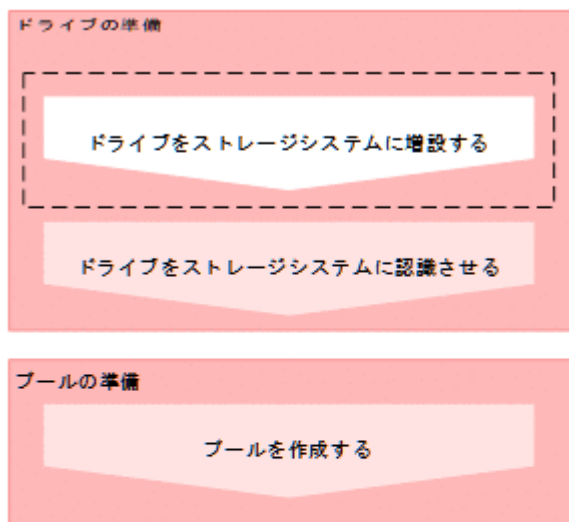 ドライブの準備
ドライブをストレージシステムに増設する
ドライブをストレージシステムに認識させる
プールの準備
プールを作成する